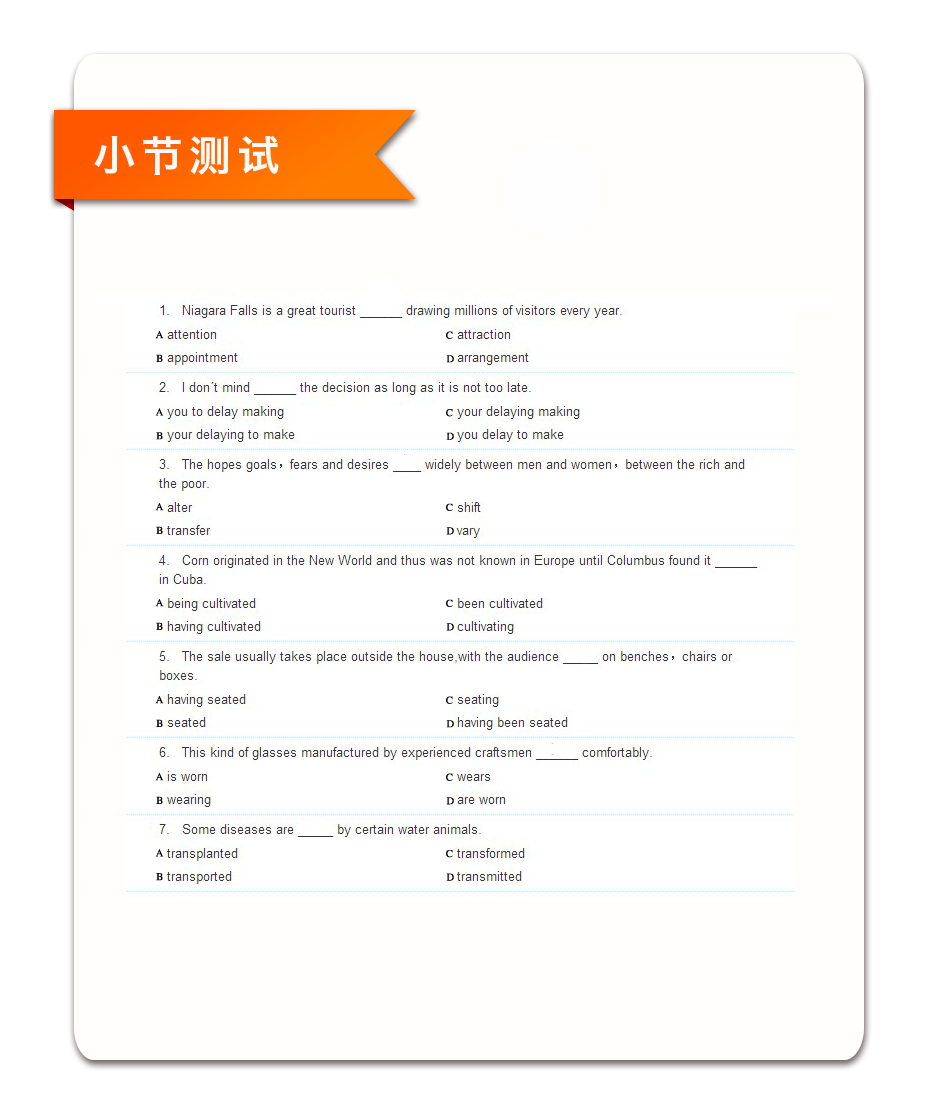 小节测试
1. Niagara Falls is a great tourist ______ drawing millions of visitors every year.
A attention C attraction
B appointment D arrangement
2. I don´t mind ______ the decision as long as it is not too late.
A you to delay making C your delaying making
B your delaying to make D you delay to make
3. The hopes goals，fears and desires ____ widely between men and women，between the rich and
the poor.
A alter C shift
B transfer D vary
4. Corn originated in the New World and thus was not known in Europe until Columbus found it ______
in Cuba.
A being cultivated C been cultivated
B having cultivated D cultivating
5. The sale usually takes place outside the house,with the audience _____ on benches，chairs or
boxes.
A having seated C seating
B seated D having been seated
6. This kind of glasses manufactured by experienced craftsmen ______ comfortably.
A is worn C wears
B wearing D are worn
7. Some diseases are _____ by certain water animals.
A transplanted C transformed
B transported D transmitted